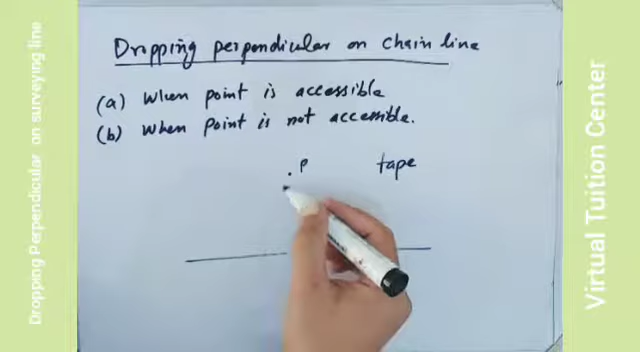 Dropping perpendicular on chain line
(a) When point is accessible
(b) When point is not accessible.
.P
tape
Dropping Perpendicular on surveying line
Virtual Tuition Center